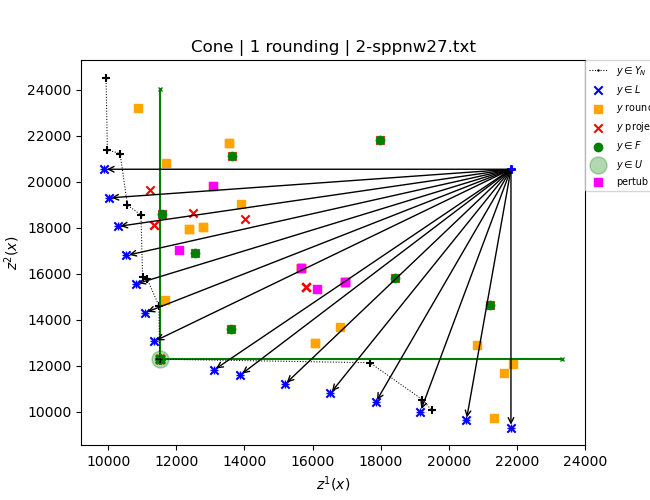 Cone | 1 rounding | 2-sppnw27.txt
z²(x)
24000
22000
20000
18000
16000
14000
12000
10000
10000 12000 14000 16000 18000 20000 22000 24000
z¹(x)
y ∈ Y_N
y ∈ L
y roun
y proje
y ∈ F
y ∈ U
pertub